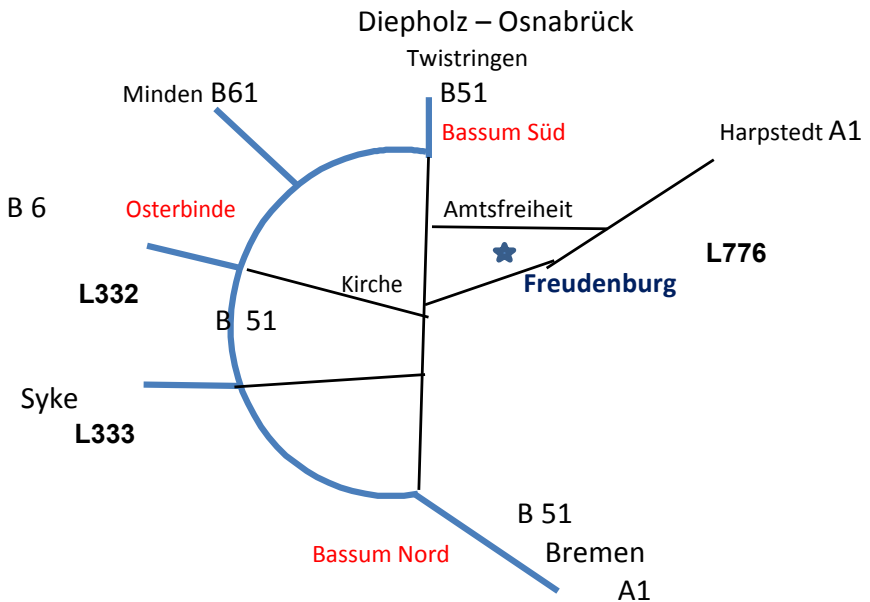 Diepholz – Osnabrück
Twistringen
Minden B61
B51
Bassum Süd
Harpstedt A1
B 6
Osterbinde
Amtsfreiheit
L776
Kirche
Freudenburg
L332
B 51
Syke
L333
B 51
Bassum Nord
Bremen
A1